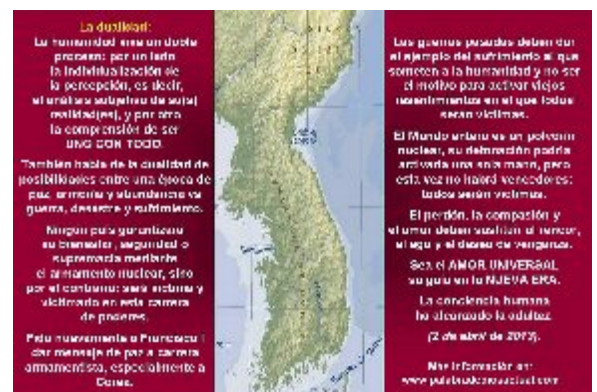 La dualidad:
La humanidad vive un doble
proceso: por un lado
la individualización de
la percepción, es decir,
el análisis subjetivo de su(s)
realidad(es), y por otro
la comprensión de ser
UNO CON TODO.
También habla de la dualidad de
posibilidades entre una época de
paz, armonía y abundancia vs
guerra, desastre y sufrimiento.
Ningún país garantizará
su bienestar, seguridad o
supremacía mediante
el armamento nuclear, sino
por el contrario: será víctima y
victimario en esta carrera
de poderes.
Pido nuevamente a Francisco I
dar mensaje de paz a carrera
armamentista, especialmente a
Corea.
Las guerras pasadas deben dar
el ejemplo del sufrimiento al que
someten a la humanidad y no ser
el motivo para activar viejos
resentimientos en el que todos
serán víctimas.
El Mundo entero es un polvorín
nuclear, su detonación podría
activarla una sola mano, pero
esta vez no habrá vencedores:
todos serán víctimas.
El perdón, la compasión y
el amor deben sustituir al rencor,
el ego y el deseo de venganza.
Sea el AMOR UNIVERSAL
su guía en la NUEVA ERA.
La conciencia humana
ha alcanzado la adultez.
(2 de abril de 2013).
Más información en: